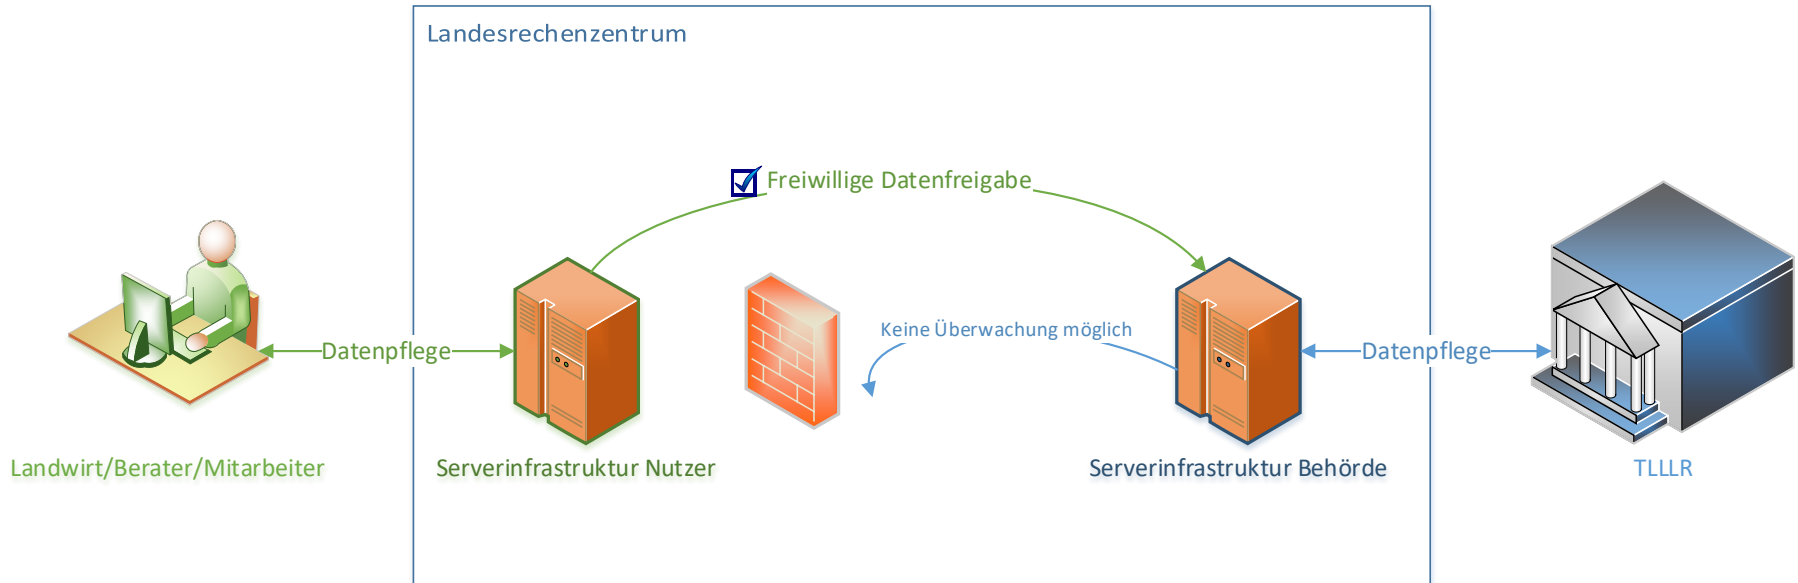 Landesrechenzentrum
Freiwillige Datenfreigabe
Keine Überwachung möglich
Datenpflege
Datenpflege
Landwirt/Berater/Mitarbeiter
Serverinfrastruktur Nutzer
Serverinfrastruktur Behörde
TLLLR